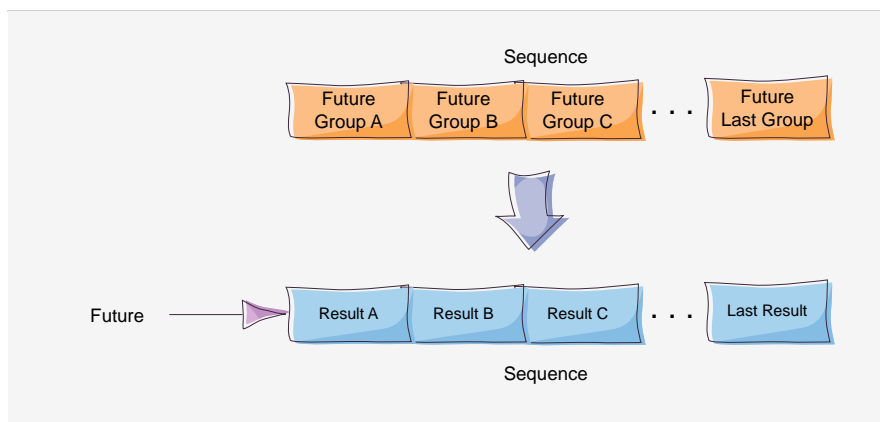 Sequence
Future
Group A
Future
Group B
Future
Group C
. . .
Future
Last Group
Future
Result A
Result B
Result C
. . .
Last Result
Sequence